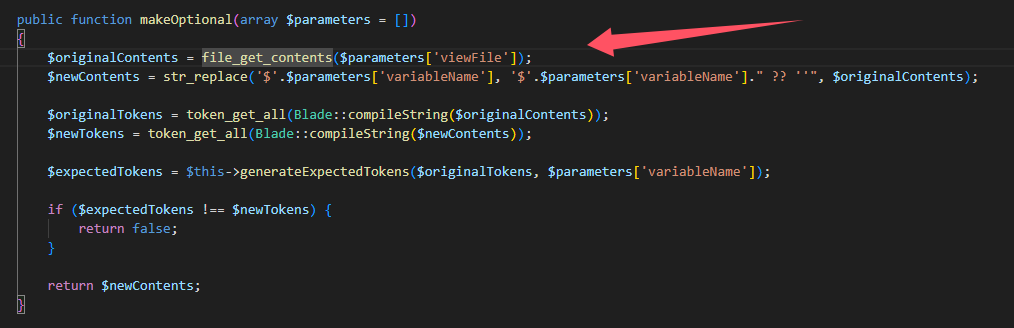 public function makeOptional(array $parameters = [])
{
$originalContents = file_get_contents($parameters['viewFile']);
$newContents = str_replace('$'.$parameters['variableName'], '$'.$parameters['variableName']." ?? ''", $originalContents);
$originalTokens = token_get_all(Blade::compileString($originalContents));
$newTokens = token_get_all(Blade::compileString($newContents));
$expectedTokens = $this->generateExpectedTokens($originalTokens, $parameters['variableName']);
if ($expectedTokens !== $newTokens) {
return false;
}
return $newContents;
}